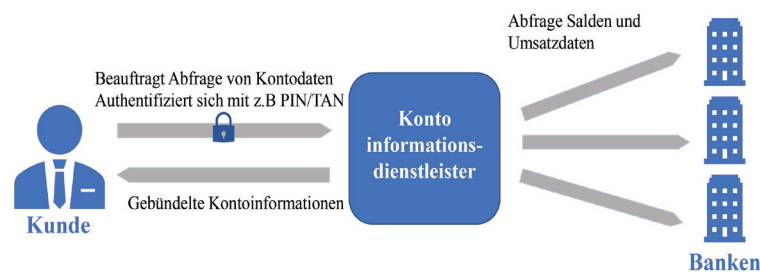 Abfrage Salden und
Umsatzdaten
Beauftragt Abfrage von Kontodaten
Authentifiziert sich mit z.B PIN/TAN
Konto
informations-
dienstleister
Gebündelte Kontoinformationen
Kunde
Banken